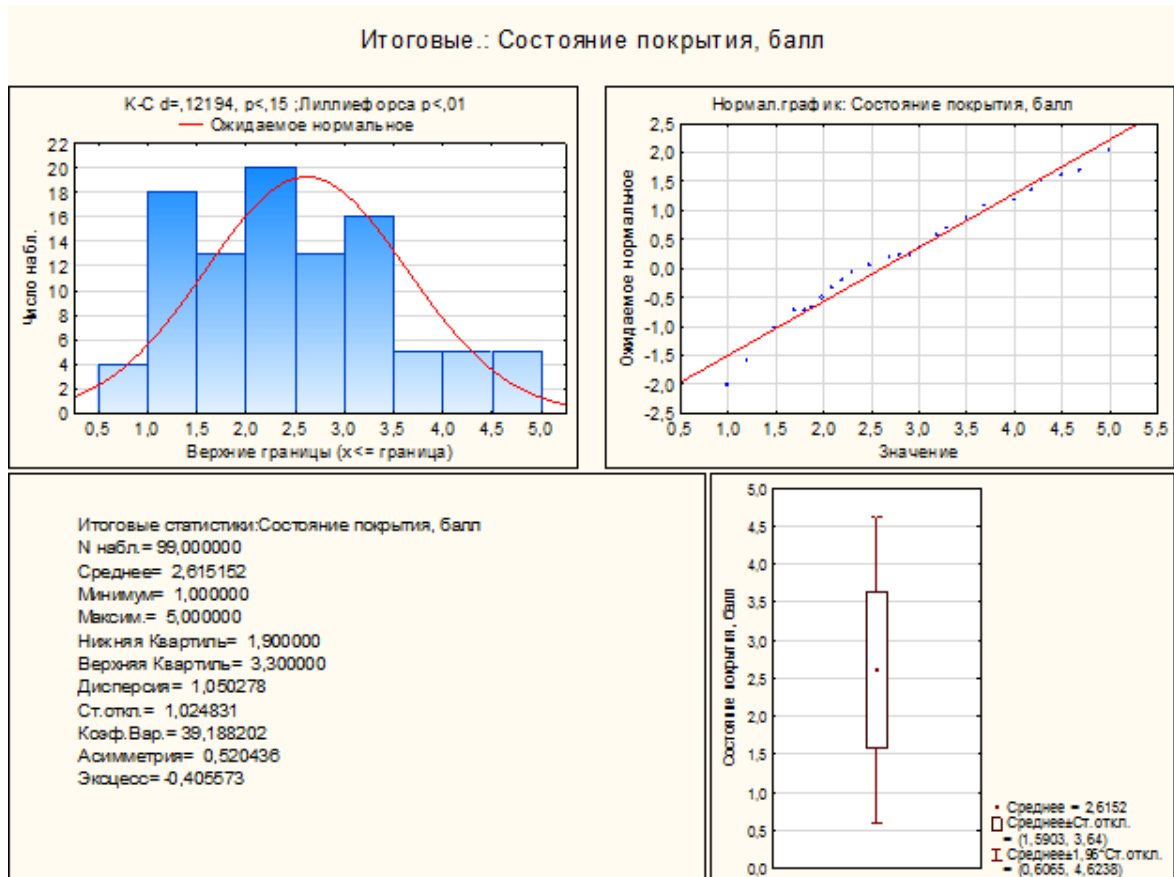 Итоговые.: Состояние покрытия, балл
К-С d=,12194, p<,15 ;Лиллиефорса p<,01
Ожидаемое нормальное
22
20
18
16
14
12
10
8
6
4
2
0
Число набл.
0,5 1,0 1,5 2,0 2,5 3,0 3,5 4,0 4,5 5,0
Верхние границы (x<= граница)
Нормал.график: Состояние покрытия, балл
2,5
2,0
1,5
1,0
0,5
0,0
-0,5
-1,0
-1,5
-2,0
-2,5
Ожидаемое нормальное
0,5 1,0 1,5 2,0 2,5 3,0 3,5 4,0 4,5 5,0 5,5
Значение
Итоговые статистики:Состояние покрытия, балл
N набл.= 99,000000
Среднее= 2,615152
Минимум= 1,000000
Максим.= 5,000000
Нижняя Квартиль= 1,900000
Верхняя Квартиль= 3,300000
Дисперсия= 1,050278
Ст.откл.= 1,024831
Коэф.Вар.= 39,188202
Асимметрия= 0,520436
Эксцесс= -0,405573
5,0
4,5
4,0
3,5
3,0
2,5
2,0
1,5
1,0
0,5
0,0
Состояние покрытия, балл
Среднее = 2,6152
Среднее±Ст.откл.
= (1,5903, 3,64)
Среднее±1,96*Ст.откл.
= (0,6065, 4,6238)